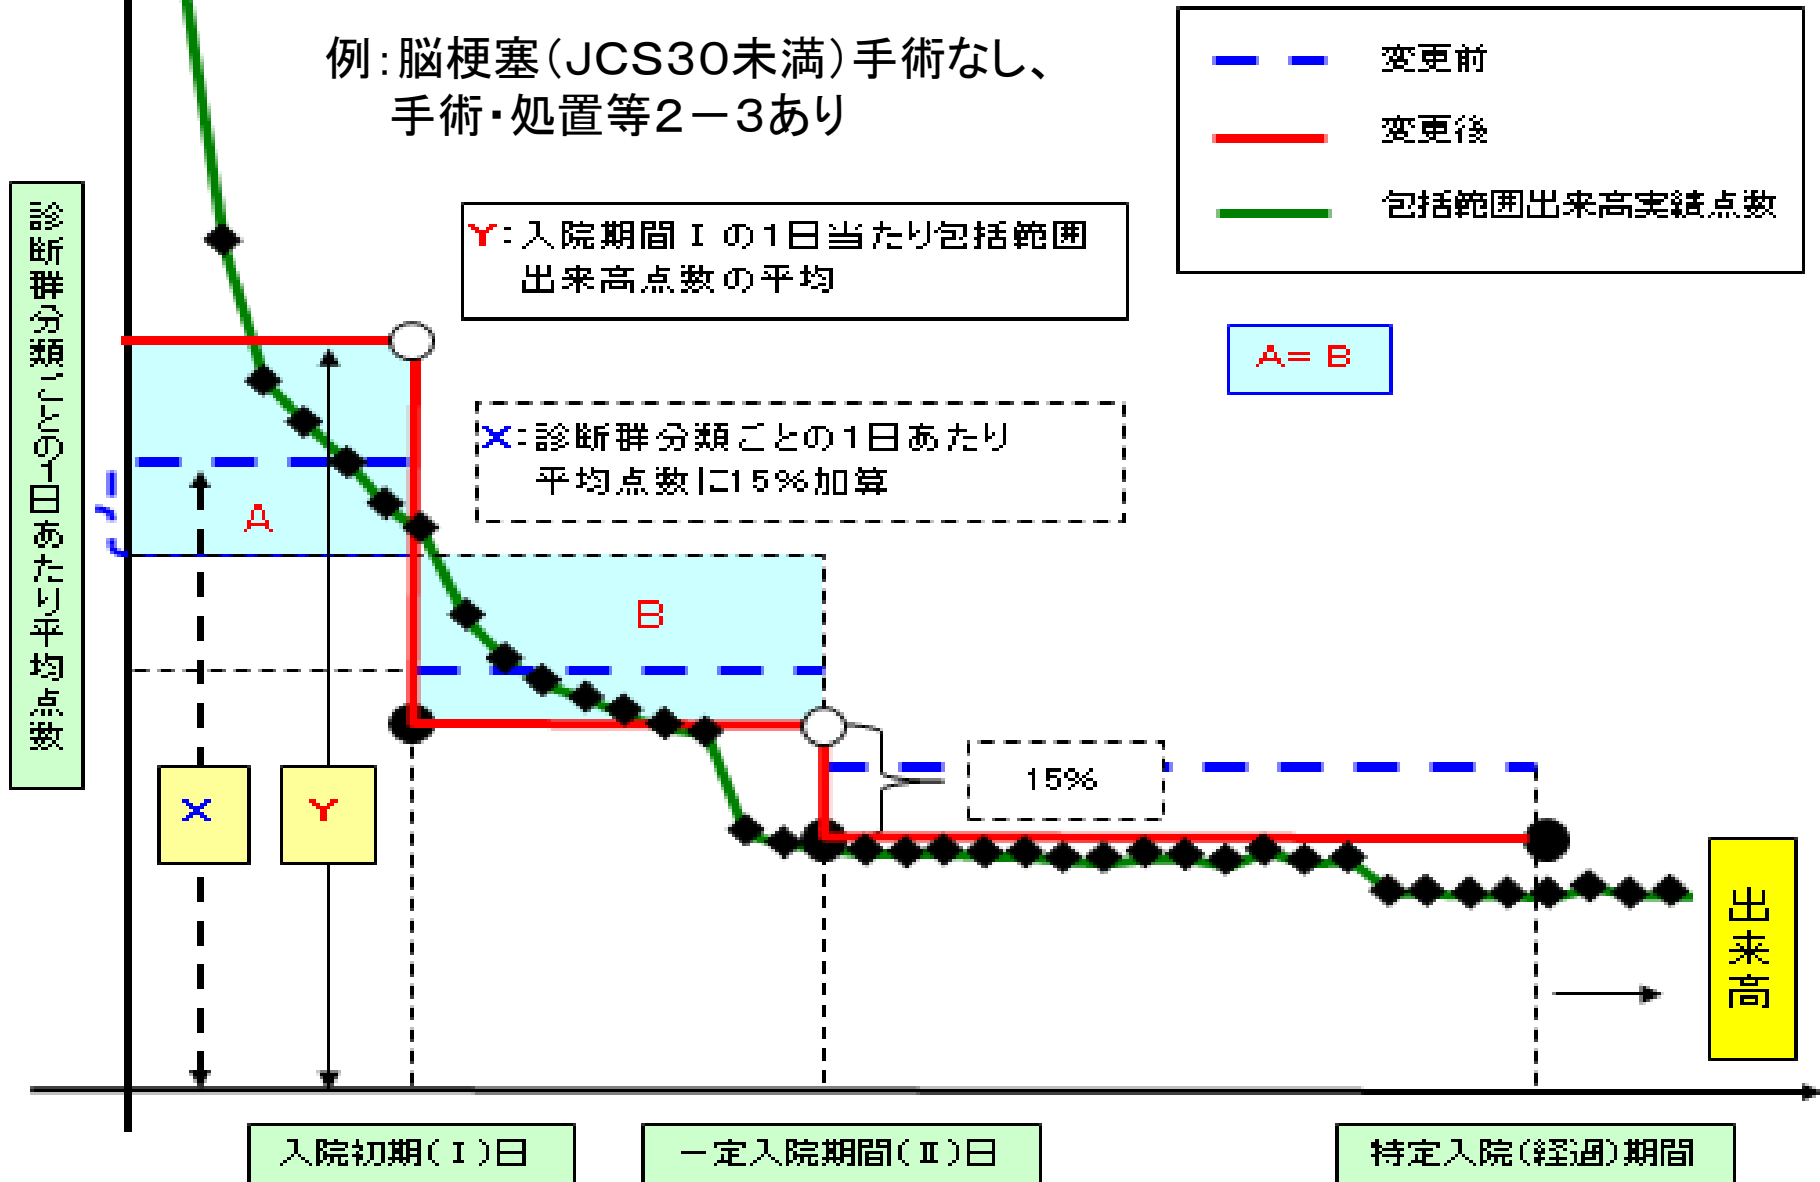 例：脳梗塞（JCS30未満）手術なし、
手術・処置等2－3あり
変更前
変更後
包括範囲出来高実績点数
Y：入院期間Ⅰの1日当たり包括範囲
出来高点数の平均
A＝B
X：診断群分類ごとの1日あたり
平均点数に15％加算
診断群分類ごとの1日あたり平均点数
A
B
15％
X
Y
出来高
入院初期（Ⅰ）日
一定入院期間（Ⅱ）日
特定入院（経過）期間